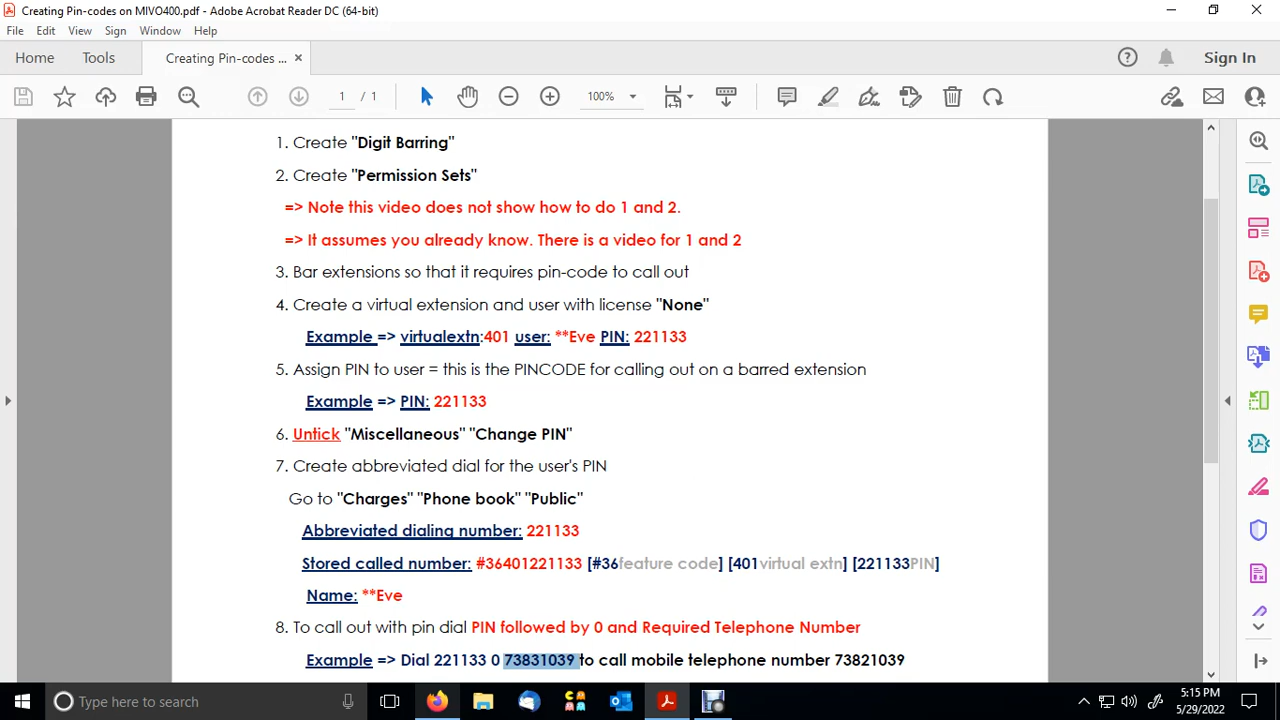 Creating Pin-codes on MIVO400.pdf - Adobe Acrobat Reader DC (64-bit)
File Edit View Sign Window Help
Home Tools Creating Pin-codes ... × Sign In
1 / 1 100%
1. Create "Digit Barring"
2. Create "Permission Sets"
=> Note this video does not show how to do 1 and 2.
=> It assumes you already know. There is a video for 1 and 2
3. Bar extensions so that it requires pin-code to call out
4. Create a virtual extension and user with license "None"
Example => virtualextn:401 user: **Eve PIN: 221133
5. Assign PIN to user = this is the PINCODE for calling out on a barred extension
Example => PIN: 221133
6. Untick "Miscellaneous" "Change PIN"
7. Create abbreviated dial for the user's PIN
Go to "Charges" "Phone book" "Public"
Abbreviated dialing number: 221133
Stored called number: #36401221133 [#36feature code] [401virtual extn] [221133PIN]
Name: **Eve
8. To call out with pin dial PIN followed by 0 and Required Telephone Number
Example => Dial 221133 0 73831039 to call mobile telephone number 73821039
Type here to search
5:15 PM
5/29/2022